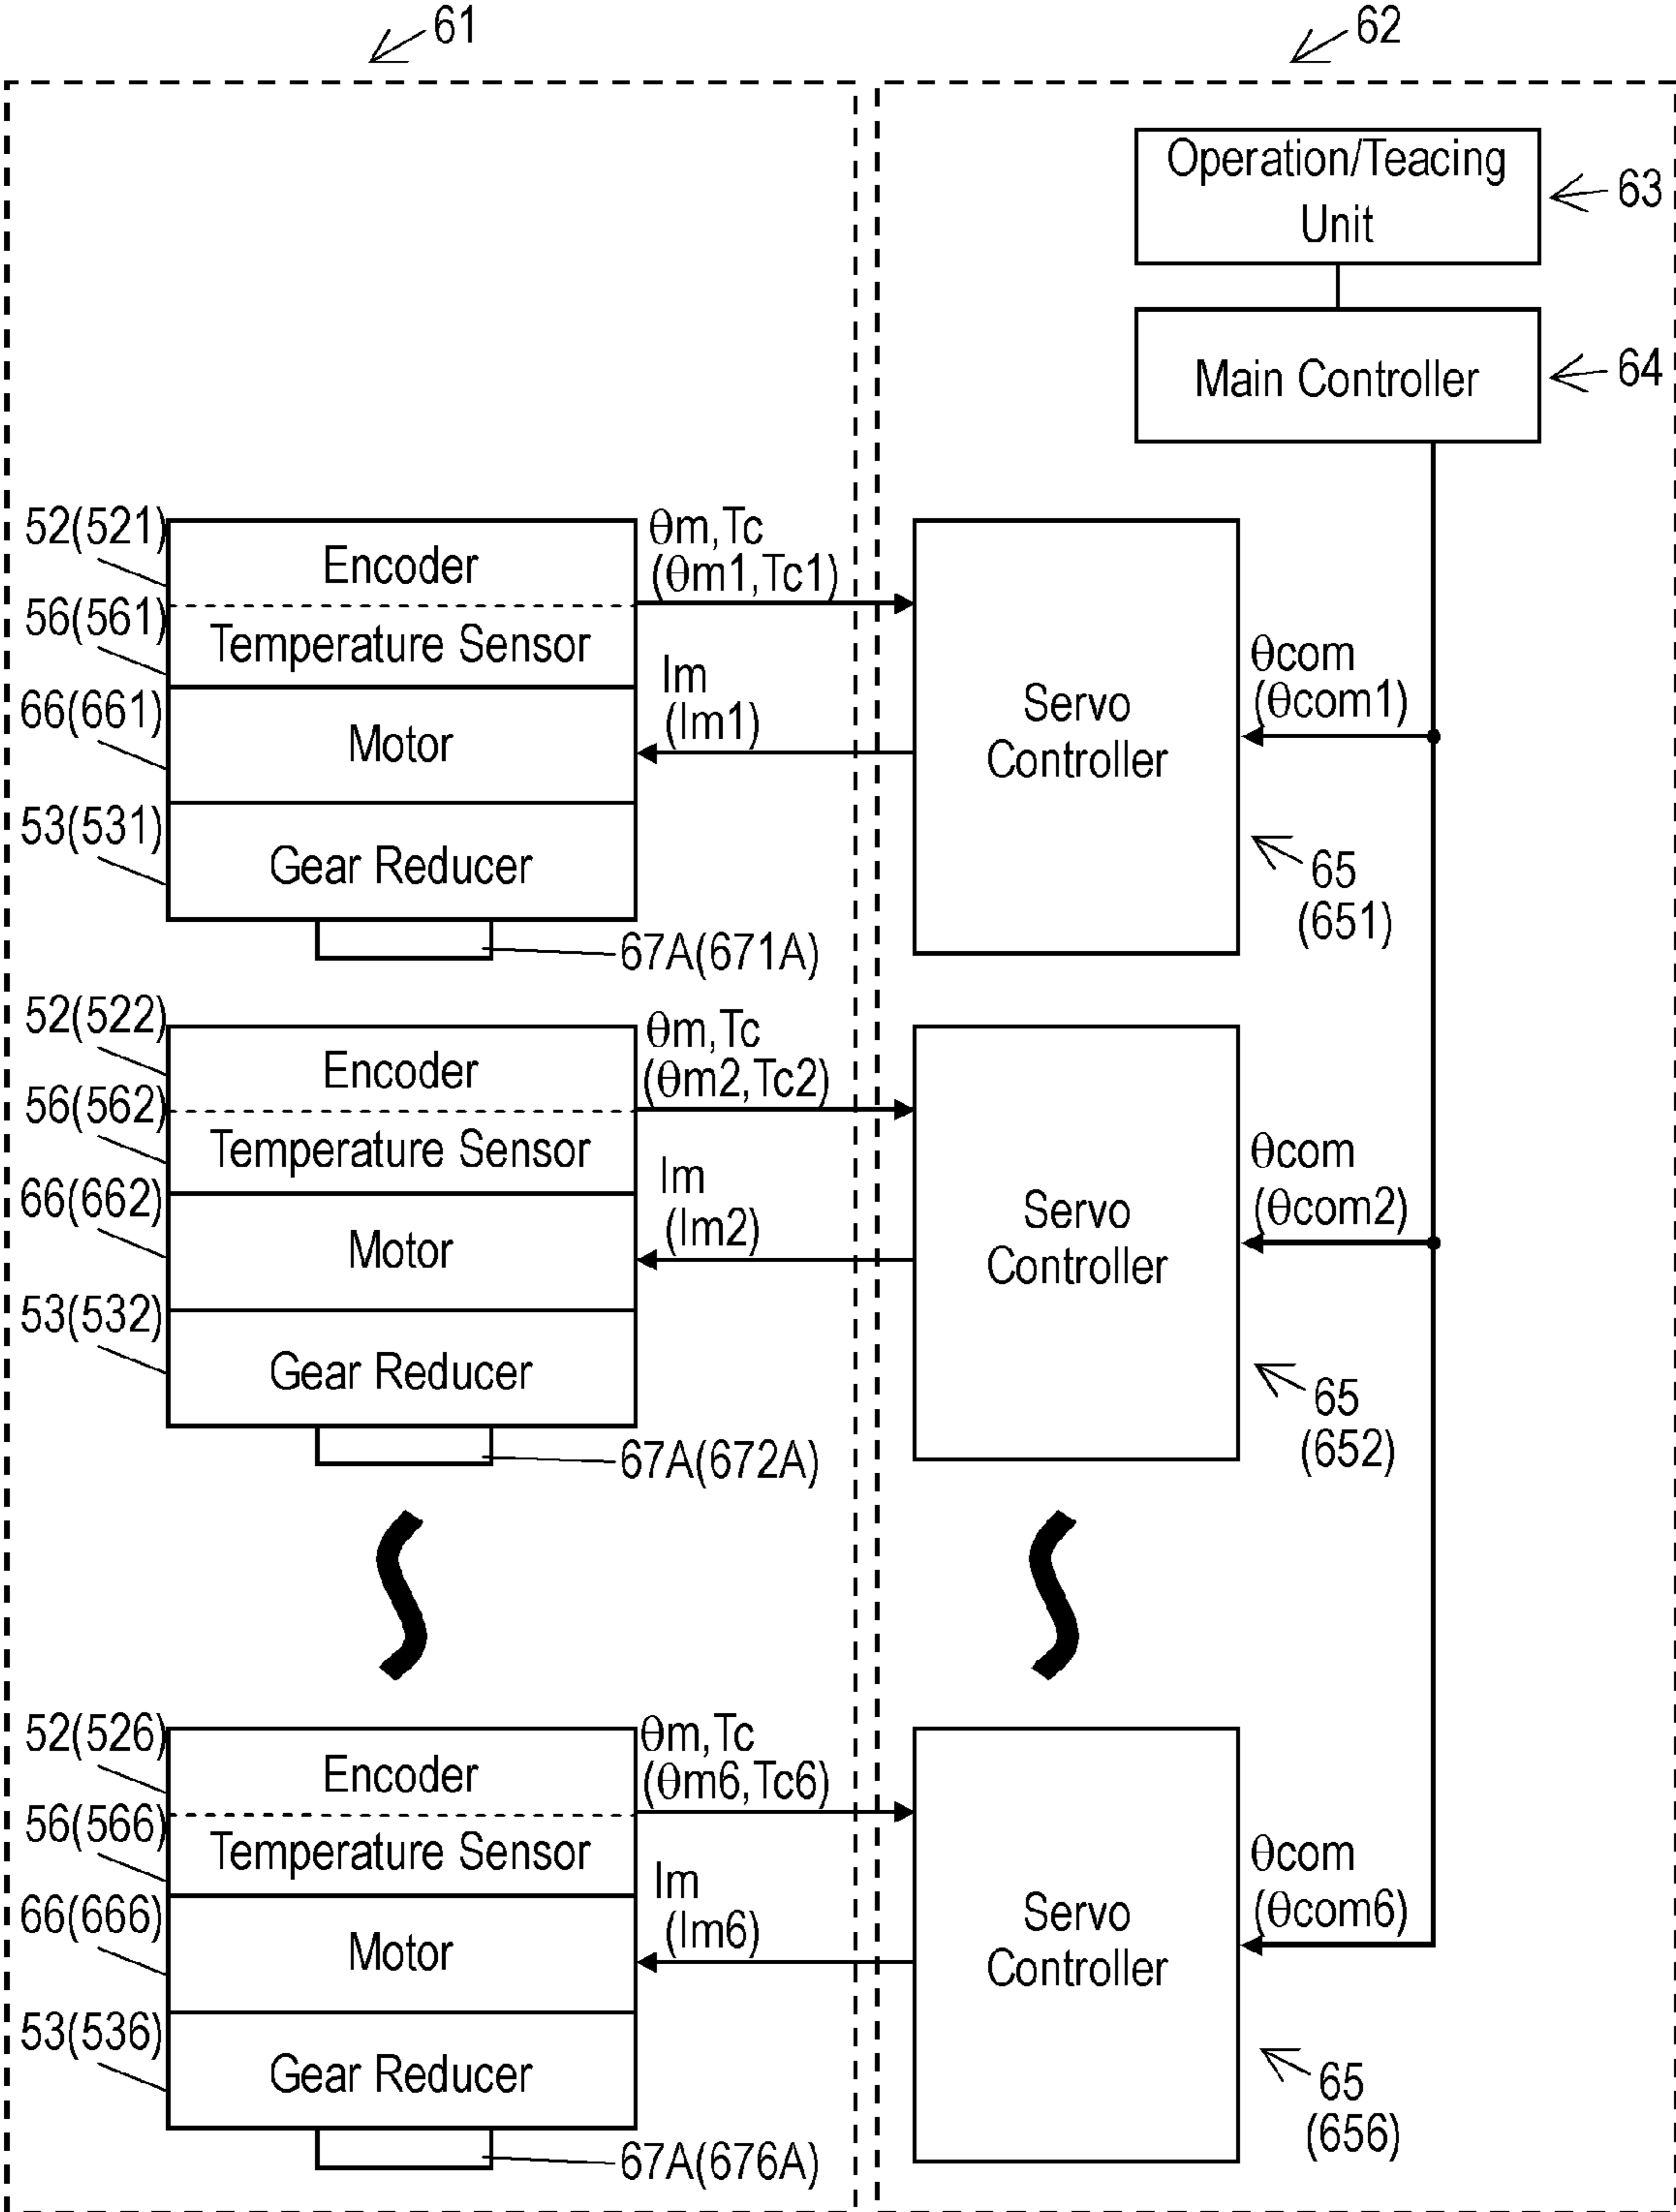 61
62
Operation/Teacing
Unit
63
Main Controller
64
52(521)
Encoder
56(561)
Temperature Sensor
66(661)
Motor
53(531)
Gear Reducer
67A(671A)
θm,Tc
(θm1,Tc1)
Im
(Im1)
Servo
Controller
θcom
(θcom1)
65
(651)
52(522)
Encoder
56(562)
Temperature Sensor
66(662)
Motor
53(532)
Gear Reducer
67A(672A)
θm,Tc
(θm2,Tc2)
Im
(Im2)
Servo
Controller
θcom
(θcom2)
65
(652)
52(526)
Encoder
56(566)
Temperature Sensor
66(666)
Motor
53(536)
Gear Reducer
67A(676A)
θm,Tc
(θm6,Tc6)
Im
(Im6)
Servo
Controller
θcom
(θcom6)
65
(656)